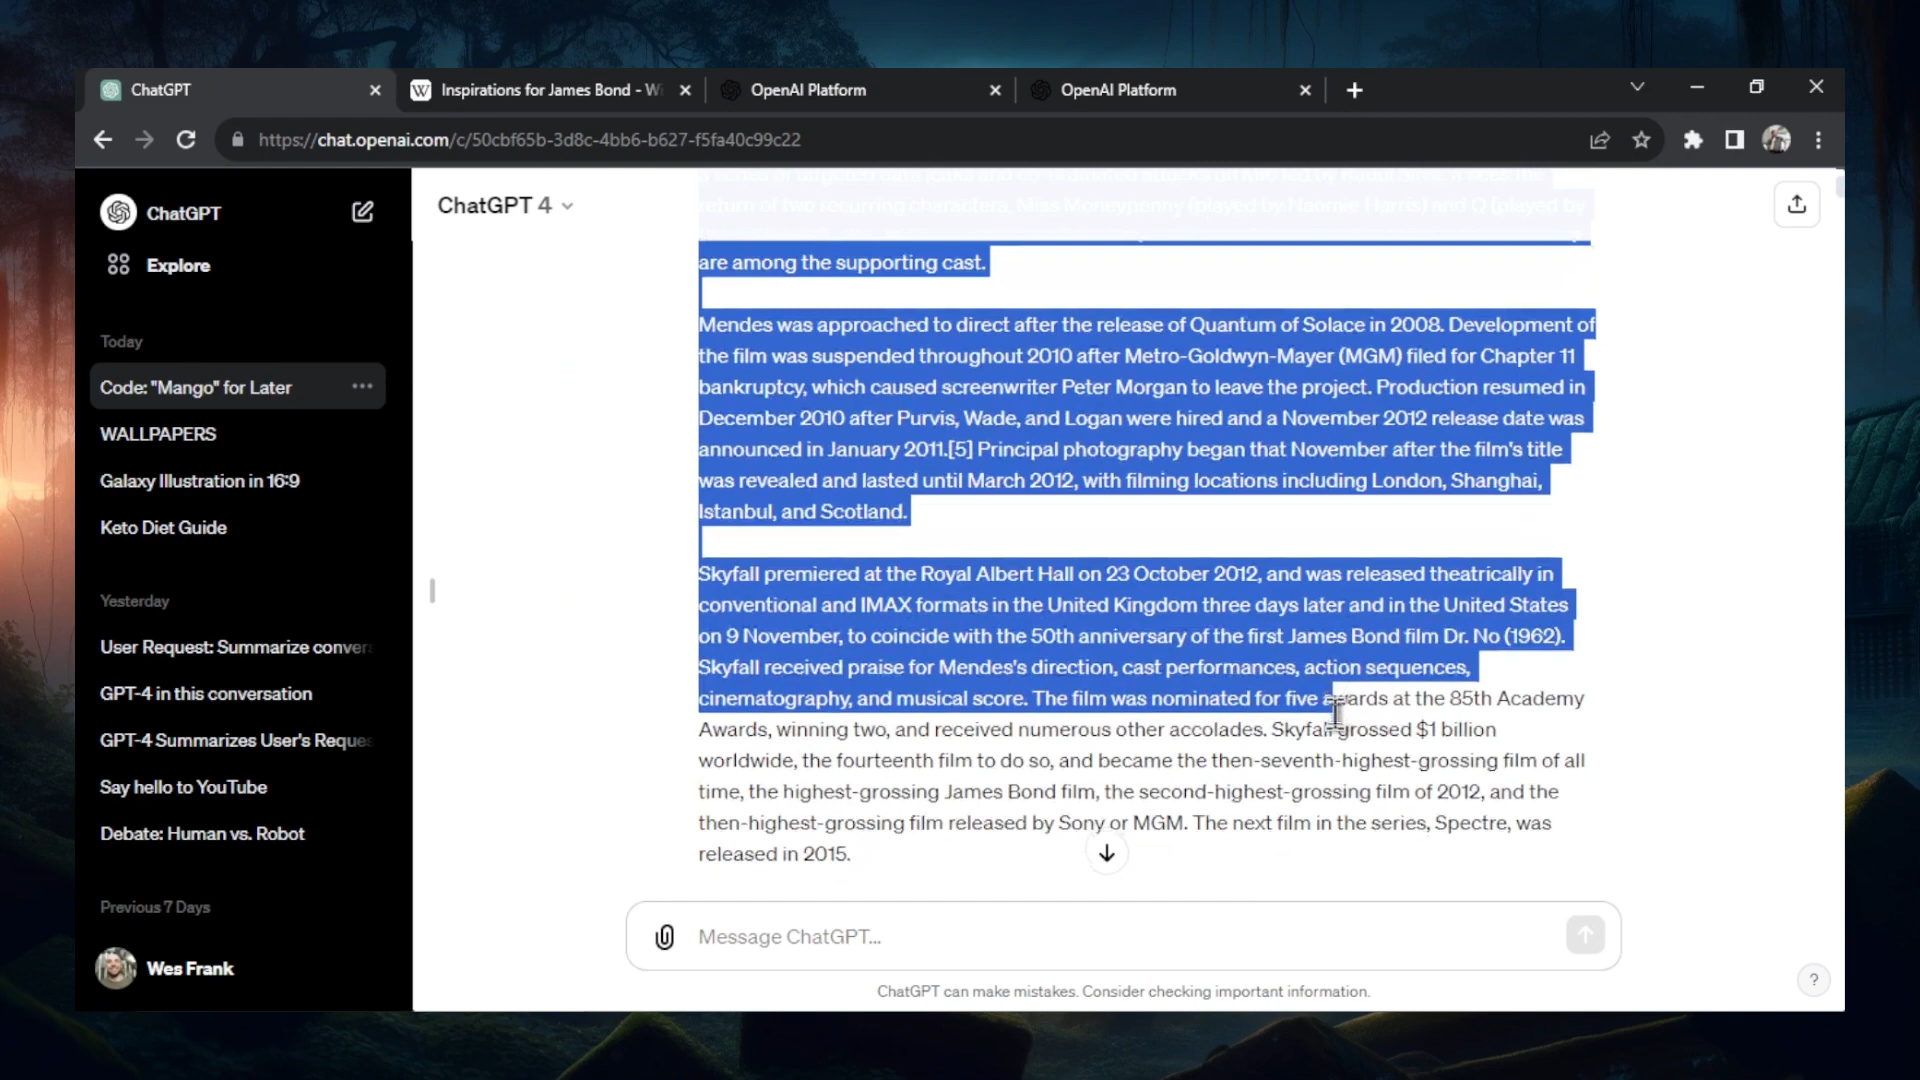 ChatGPT
Inspirations for James Bond - Wi
OpenAI Platform
OpenAI Platform
https://chat.openai.com/c/50cbf65b-3d8c-4bb6-b627-f5fa40c99c22
ChatGPT
Explore
Today
Code: "Mango" for Later
WALLPAPERS
Galaxy Illustration in 16:9
Keto Diet Guide
Yesterday
User Request: Summarize conver
GPT-4 in this conversation
GPT-4 Summarizes User's Reque
Say hello to YouTube
Debate: Human vs. Robot
Previous 7 Days
Wes Frank
ChatGPT 4
return of two recurring characters, Miss Moneypenny (played by Naomie Harris) and Q (played by
are among the supporting cast.
Mendes was approached to direct after the release of Quantum of Solace in 2008. Development of
the film was suspended throughout 2010 after Metro-Goldwyn-Mayer (MGM) filed for Chapter 11
bankruptcy, which caused screenwriter Peter Morgan to leave the project. Production resumed in
December 2010 after Purvis, Wade, and Logan were hired and a November 2012 release date was
announced in January 2011.[5] Principal photography began that November after the film's title
was revealed and lasted until March 2012, with filming locations including London, Shanghai,
Istanbul, and Scotland.
Skyfall premiered at the Royal Albert Hall on 23 October 2012, and was released theatrically in
conventional and IMAX formats in the United Kingdom three days later and in the United States
on 9 November, to coincide with the 50th anniversary of the first James Bond film Dr. No (1962).
Skyfall received praise for Mendes's direction, cast performances, action sequences,
cinematography, and musical score. The film was nominated for five awards at the 85th Academy
Awards, winning two, and received numerous other accolades. Skyfall grossed $1 billion
worldwide, the fourteenth film to do so, and became the then-seventh-highest-grossing film of all
time, the highest-grossing James Bond film, the second-highest-grossing film of 2012, and the
then-highest-grossing film released by Sony or MGM. The next film in the series, Spectre, was
released in 2015.
Message ChatGPT...
ChatGPT can make mistakes. Consider checking important information.
?